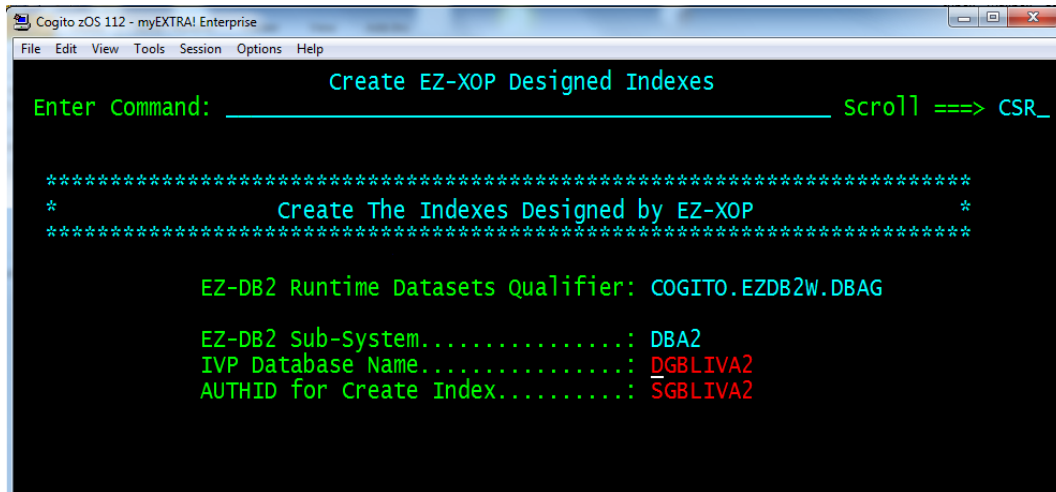 Cogito zOS 112 - myEXTRA! Enterprise
File Edit View Tools Session Options Help
Create EZ-XOP Designed Indexes
Enter Command: ________________________________________________ Scroll ===> CSR_
************************************************************************
* Create The Indexes Designed by EZ-XOP *
************************************************************************
EZ-DB2 Runtime Datasets Qualifier: COGITO.EZDB2W.DBAG
EZ-DB2 Sub-System................: DBA2
IVP Database Name................: DGBLIVA2
AUTHID for Create Index..........: SGBLIVA2